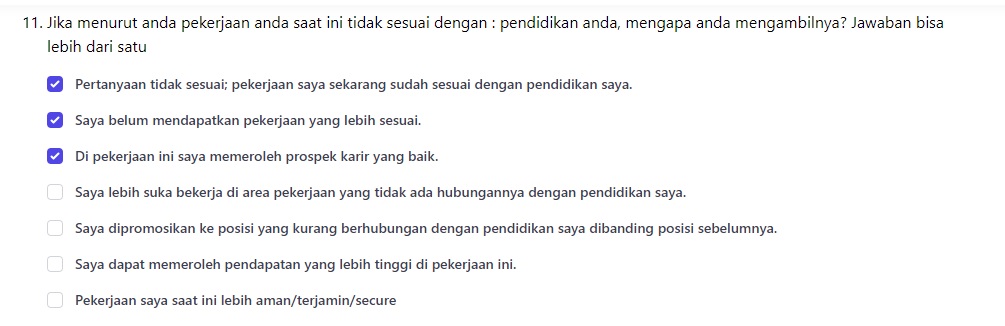 11. Jika menurut anda pekerjaan anda saat ini tidak sesuai dengan : pendidikan anda, mengapa anda mengambilnya? Jawaban bisa
lebih dari satu
Pertanyaan tidak sesuai; pekerjaan saya sekarang sudah sesuai dengan pendidikan saya.
Saya belum mendapatkan pekerjaan yang lebih sesuai.
Di pekerjaan ini saya memeroleh prospek karir yang baik.
Saya lebih suka bekerja di area pekerjaan yang tidak ada hubungannya dengan pendidikan saya.
Saya dipromosikan ke posisi yang kurang berhubungan dengan pendidikan saya dibanding posisi sebelumnya.
Saya dapat memeroleh pendapatan yang lebih tinggi di pekerjaan ini.
Pekerjaan saya saat ini lebih aman/terjamin/secure